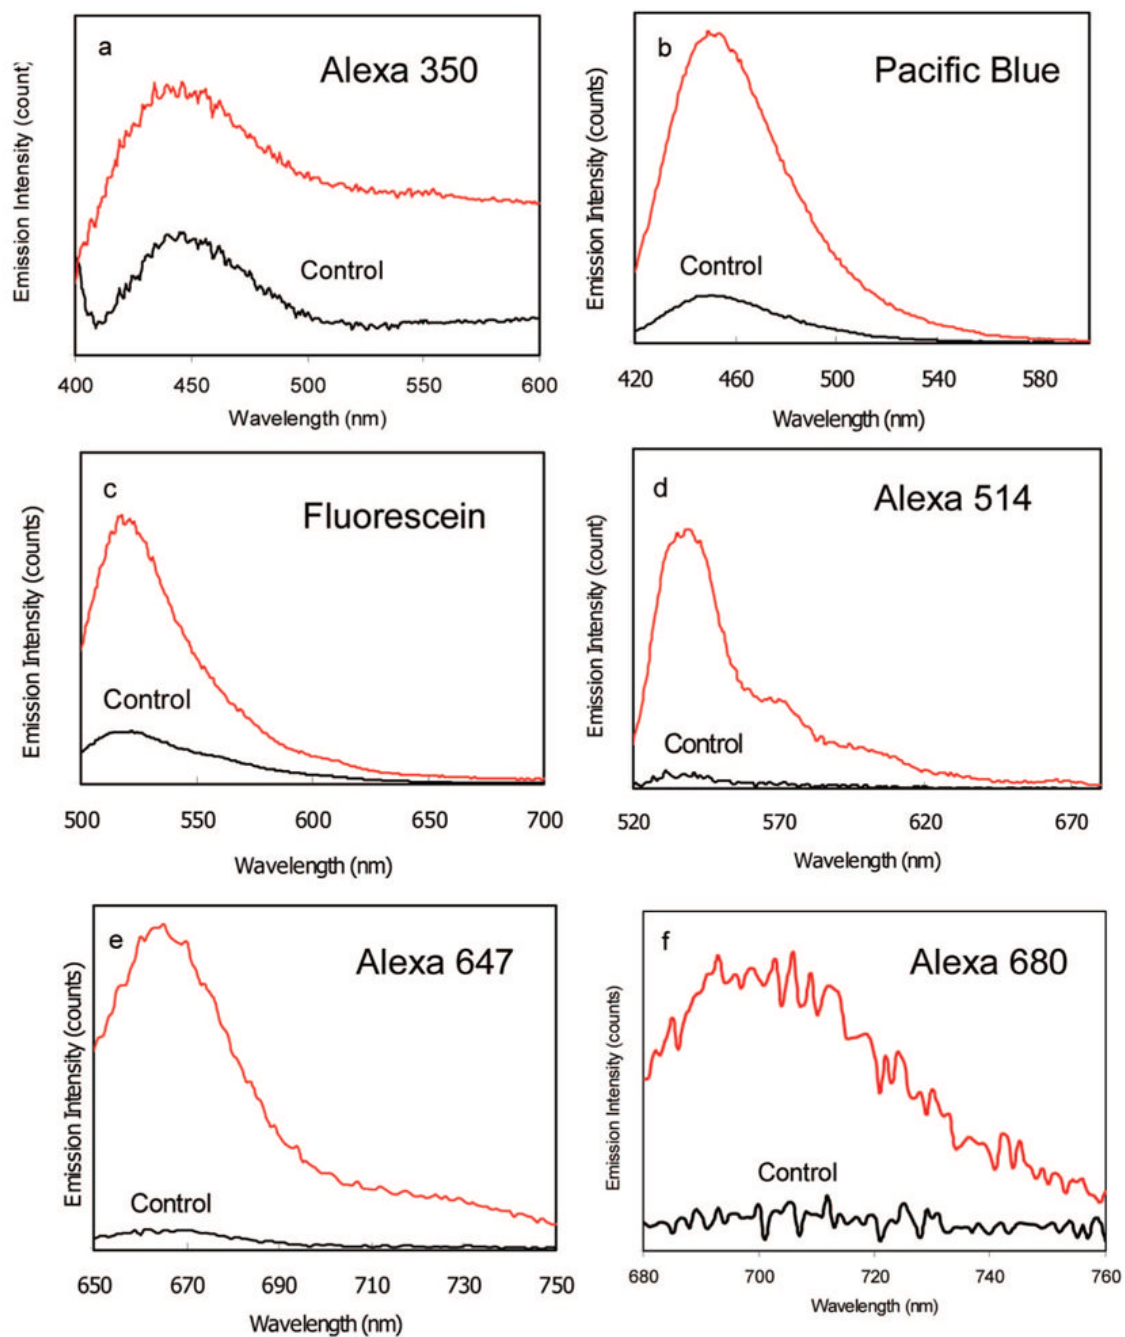 a
Alexa 350
Emission Intensity (count)
Control
400 450 500 550 600
Wavelength (nm)
b
Pacific Blue
Emission Intensity (counts)
Control
420 460 500 540 580
Wavelength (nm)
c
Fluorescein
Emission Intensity (counts)
Control
500 550 600 650 700
Wavelength (nm)
d
Alexa 514
Emission Intensity (count)
Control
520 570 620 670
Wavelength (nm)
e
Alexa 647
Emission Intensity (counts)
Control
650 670 690 710 730 750
Wavelength (nm)
f
Alexa 680
Emission Intensity (counts)
Control
680 700 720 740 760
Wavelength (nm)